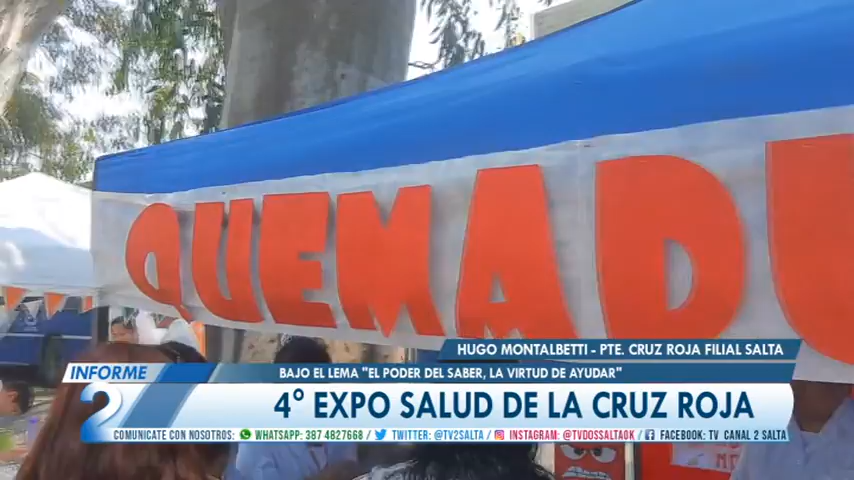 QUEMADU
HUGO MONTALBETTI - PTE. CRUZ ROJA FILIAL SALTA
INFORME
2
BAJO EL LEMA "EL PODER DEL SABER, LA VIRTUD DE AYUDAR"
4° EXPO SALUD DE LA CRUZ ROJA
COMUNICATE CON NOSOTROS: WHATSAPP: 387 4827668 / TWITTER: @TV2SALTA / INSTAGRAM: @TVDOSSALTAOK / FACEBOOK: TV CANAL 2 SALTA